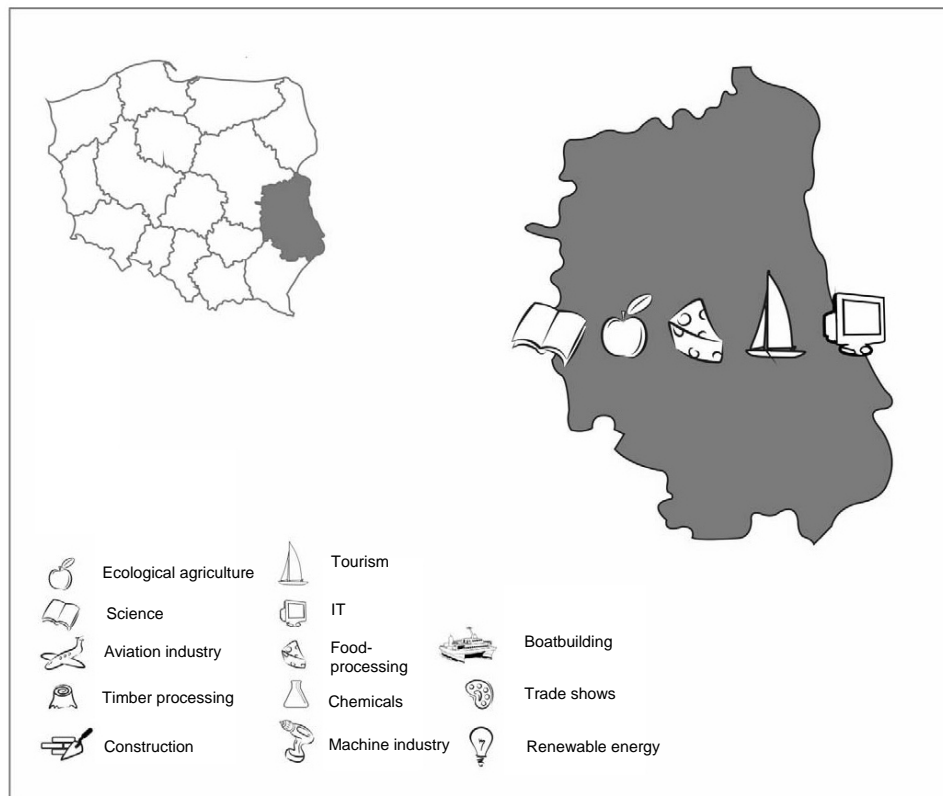 Ecological agriculture
Tourism
Science
IT
Aviation industry
Food-
processing
Boatbuilding
Timber processing
Chemicals
Trade shows
Construction
Machine industry
7
Renewable energy